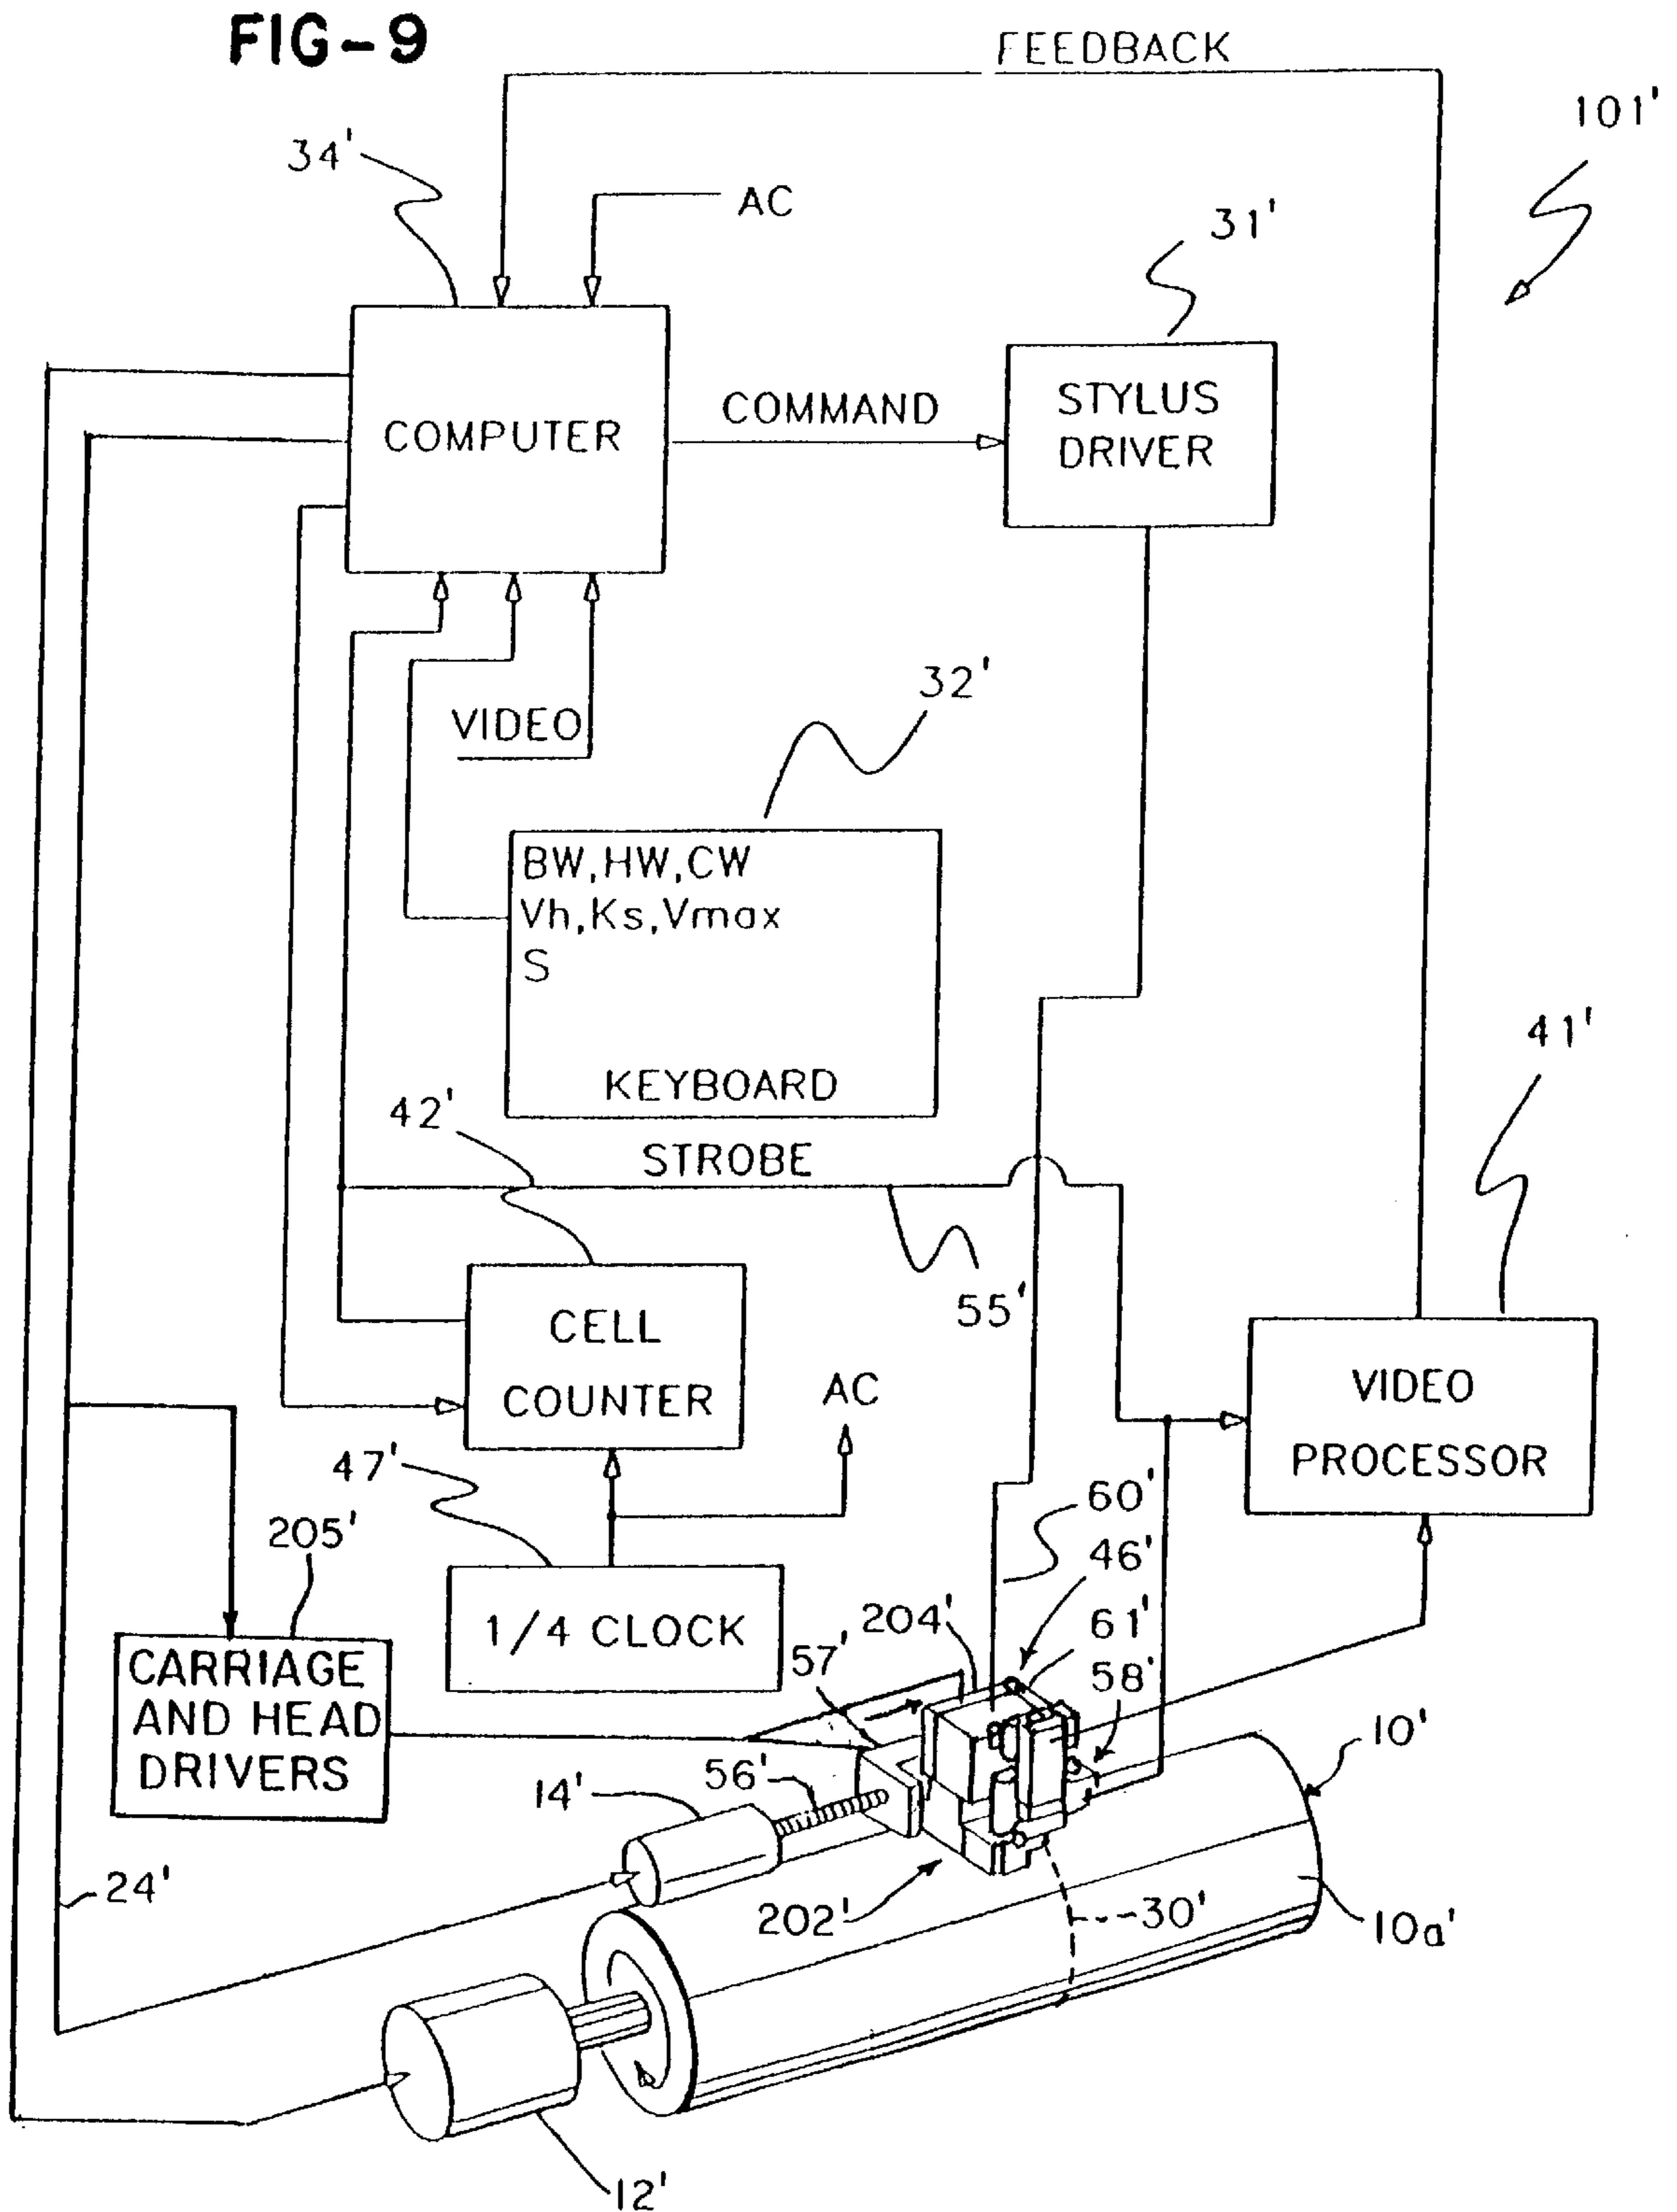 FIG-9
FEEDBACK
101'
34'
AC
31'
COMPUTER
COMMAND
STYLUS
DRIVER
VIDEO
32'
BW,HW,CW
Vh,Ks,Vmax
S
KEYBOARD
41'
42'
STROBE
55'
CELL
COUNTER
AC
VIDEO
PROCESSOR
47'
60'
46'
205'
1/4 CLOCK
204'
61'
57'
58'
CARRIAGE
AND HEAD
DRIVERS
10'
56'
14'
24'
202'
30'
10a'
12'